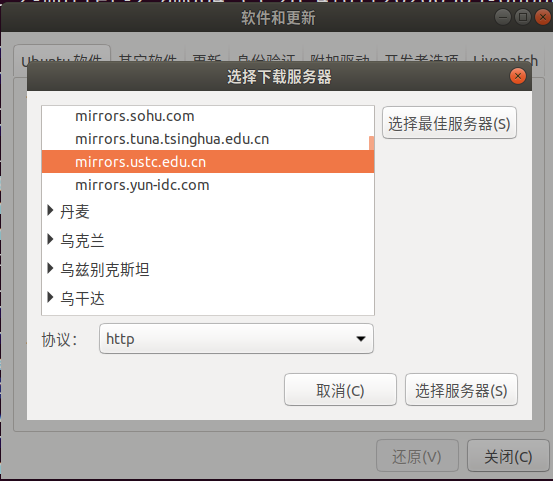 软件和更新
Ubuntu 软件 其它软件 更新 身份验证 附加驱动 开发者选项 Livepatch
选择下载服务器
mirrors.sohu.com
选择最佳服务器(S)
mirrors.tuna.tsinghua.edu.cn
mirrors.ustc.edu.cn
mirrors.yun-idc.com
丹麦
乌克兰
乌兹别克斯坦
乌干达
协议：
http
取消(C)
选择服务器(S)
还原(V)
关闭(C)